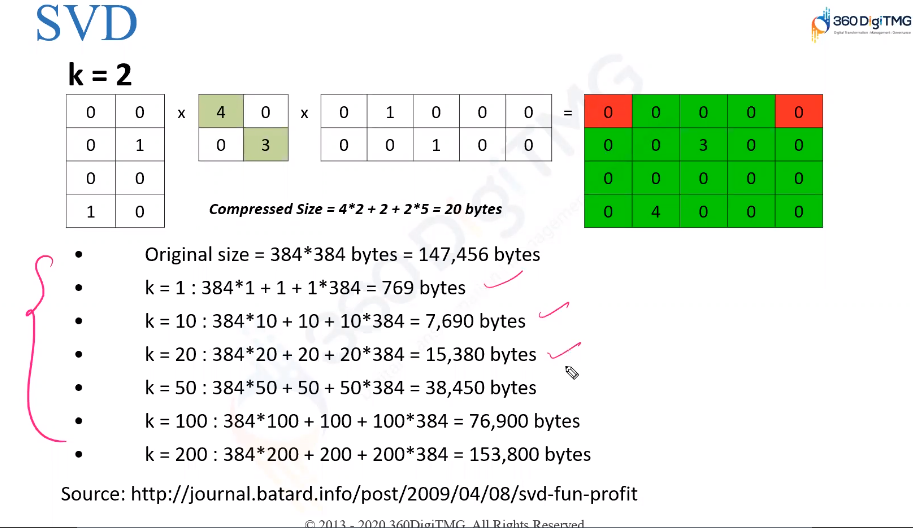 SVD
360DigiTMG
Digital Transformation . Management . Governance
k = 2
0 0 x 4 0 x 0 1 0 0 0 = 0 0 0 0 0
0 1 0 3 0 0 1 0 0 0 0 3 0 0
0 0 0 0 0 0 0
1 0 0 4 0 0 0
Compressed Size = 4*2 + 2 + 2*5 = 20 bytes
• Original size = 384*384 bytes = 147,456 bytes
• k = 1 : 384*1 + 1 + 1*384 = 769 bytes
• k = 10 : 384*10 + 10 + 10*384 = 7,690 bytes
• k = 20 : 384*20 + 20 + 20*384 = 15,380 bytes
• k = 50 : 384*50 + 50 + 50*384 = 38,450 bytes
• k = 100 : 384*100 + 100 + 100*384 = 76,900 bytes
• k = 200 : 384*200 + 200 + 200*384 = 153,800 bytes
Source: http://journal.batard.info/post/2009/04/08/svd-fun-profit
© 2013 - 2020 360DigiTMG. All Rights Reserved.